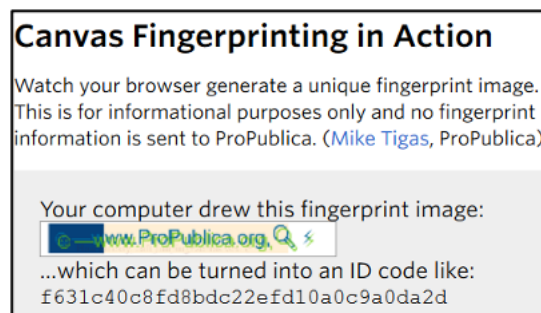 Canvas Fingerprinting in Action
Watch your browser generate a unique fingerprint image.
This is for informational purposes only and no fingerprint
information is sent to ProPublica. (Mike Tigas, ProPublica)
Your computer drew this fingerprint image:
© —www.ProPublica.org,
...which can be turned into an ID code like:
f631c40c8fd8bdc22efd10a0c9a0da2d